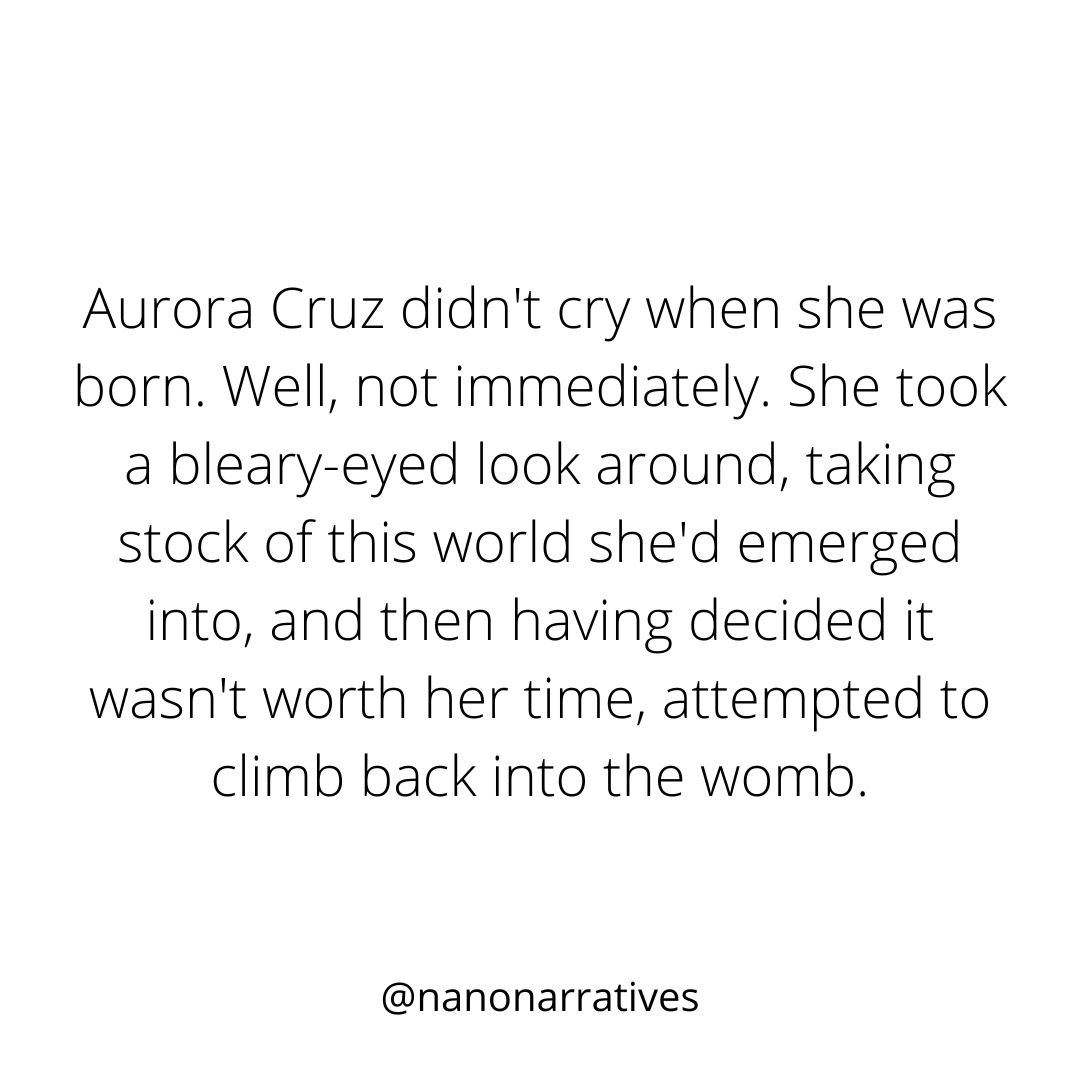 Aurora Cruz didn't cry when she was
born. Well, not immediately. She took
a bleary-eyed look around, taking
stock of this world she'd emerged
into, and then having decided it
wasn't worth her time, attempted to
climb back into the womb.
@nanonarratives